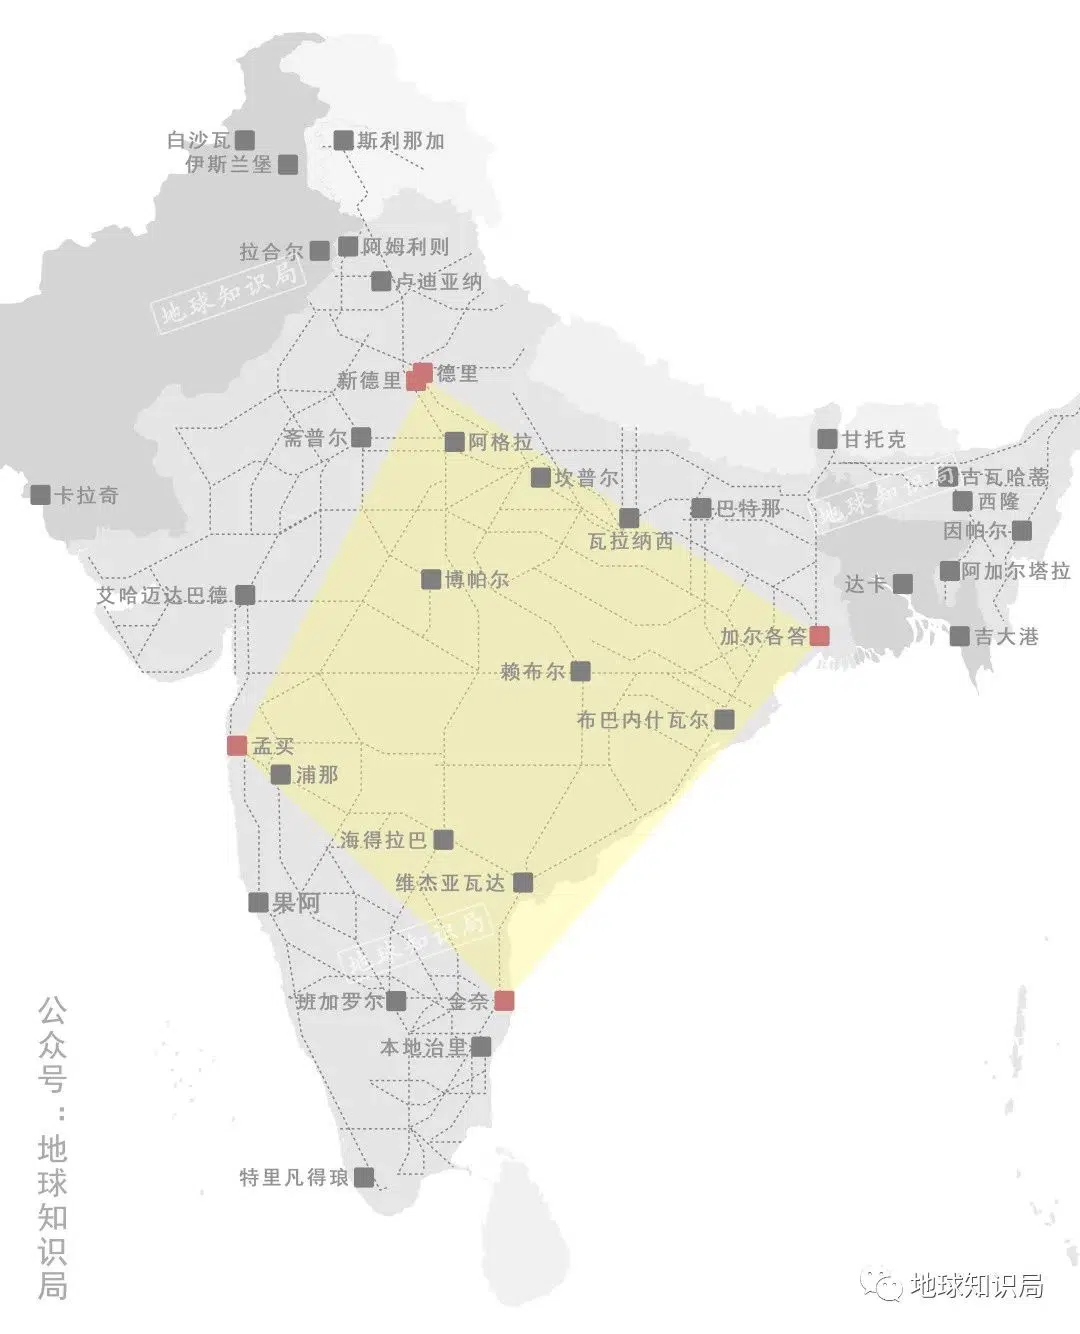 白沙瓦
斯利那加
伊斯兰堡
拉合尔
阿姆利则
卢迪亚纳
地球知识局
新德里
德里
斋普尔
阿格拉
甘托克
坎普尔
古瓦哈蒂
卡拉奇
巴特那
地球知识局
西隆
瓦拉纳西
因帕尔
博帕尔
阿加尔塔拉
达卡
艾哈迈达巴德
加尔各答
吉大港
赖布尔
布巴内什瓦尔
孟买
浦那
海得拉巴
维杰亚瓦达
果阿
地球知识局
班加罗尔
金奈
本地治里
特里凡得琅
公众号：地球知识局
地球知识局